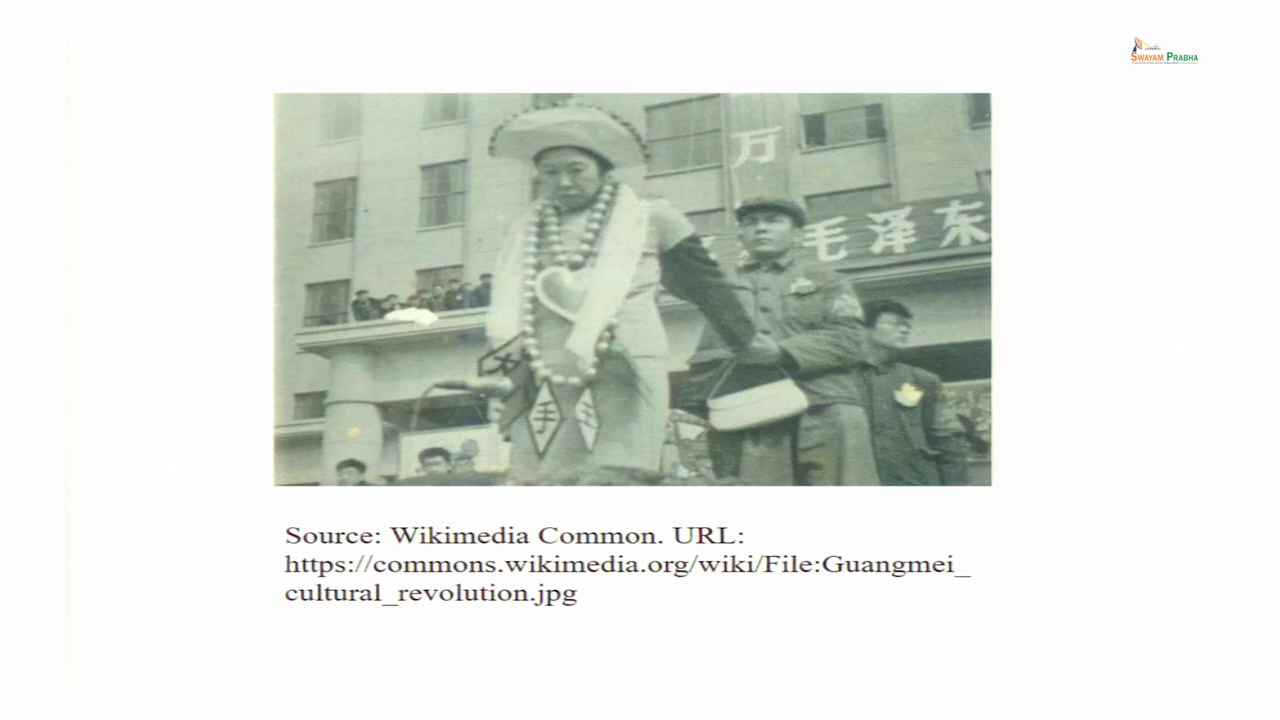 SWAYAM PRABHA
万
毛泽东
手
Source: Wikimedia Common. URL:
https://commons.wikimedia.org/wiki/File:Guangmei_
cultural_revolution.jpg